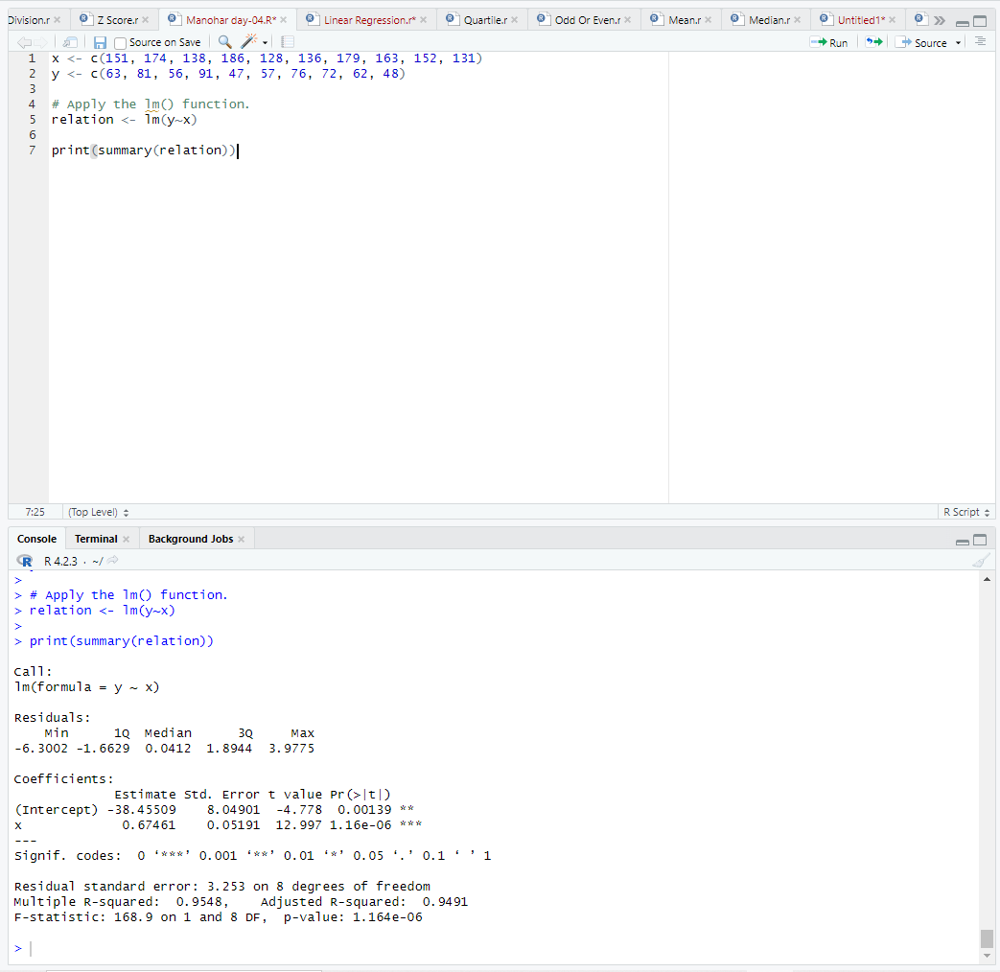 Division.r Z Score.r Manohar day-04.R* Linear Regression.r* Quartile.r Odd Or Even.r Mean.r Median.r Untitled1*
Source on Save Run Source
1 x <- c(151, 174, 138, 186, 128, 136, 179, 163, 152, 131)
2 y <- c(63, 81, 56, 91, 47, 57, 76, 72, 62, 48)
3
4 # Apply the lm() function.
5 relation <- lm(y~x)
6
7 print(summary(relation))
7:25 (Top Level) R Script
Console Terminal Background Jobs
R R 4.2.3 · ~/
>
> # Apply the lm() function.
> relation <- lm(y~x)
>
> print(summary(relation))
Call:
lm(formula = y ~ x)
Residuals:
    Min      1Q  Median      3Q     Max
-6.3002 -1.6629  0.0412  1.8944  3.9775
Coefficients:
             Estimate Std. Error t value Pr(>|t|)
(Intercept) -38.45509    8.04901  -4.778  0.00139 **
x             0.67461    0.05191  12.997 1.16e-06 ***
---
Signif. codes:  0 ‘***’ 0.001 ‘**’ 0.01 ‘*’ 0.05 ‘.’ 0.1 ‘ ’ 1
Residual standard error: 3.253 on 8 degrees of freedom
Multiple R-squared:  0.9548,    Adjusted R-squared:  0.9491
F-statistic: 168.9 on 1 and 8 DF,  p-value: 1.164e-06
>